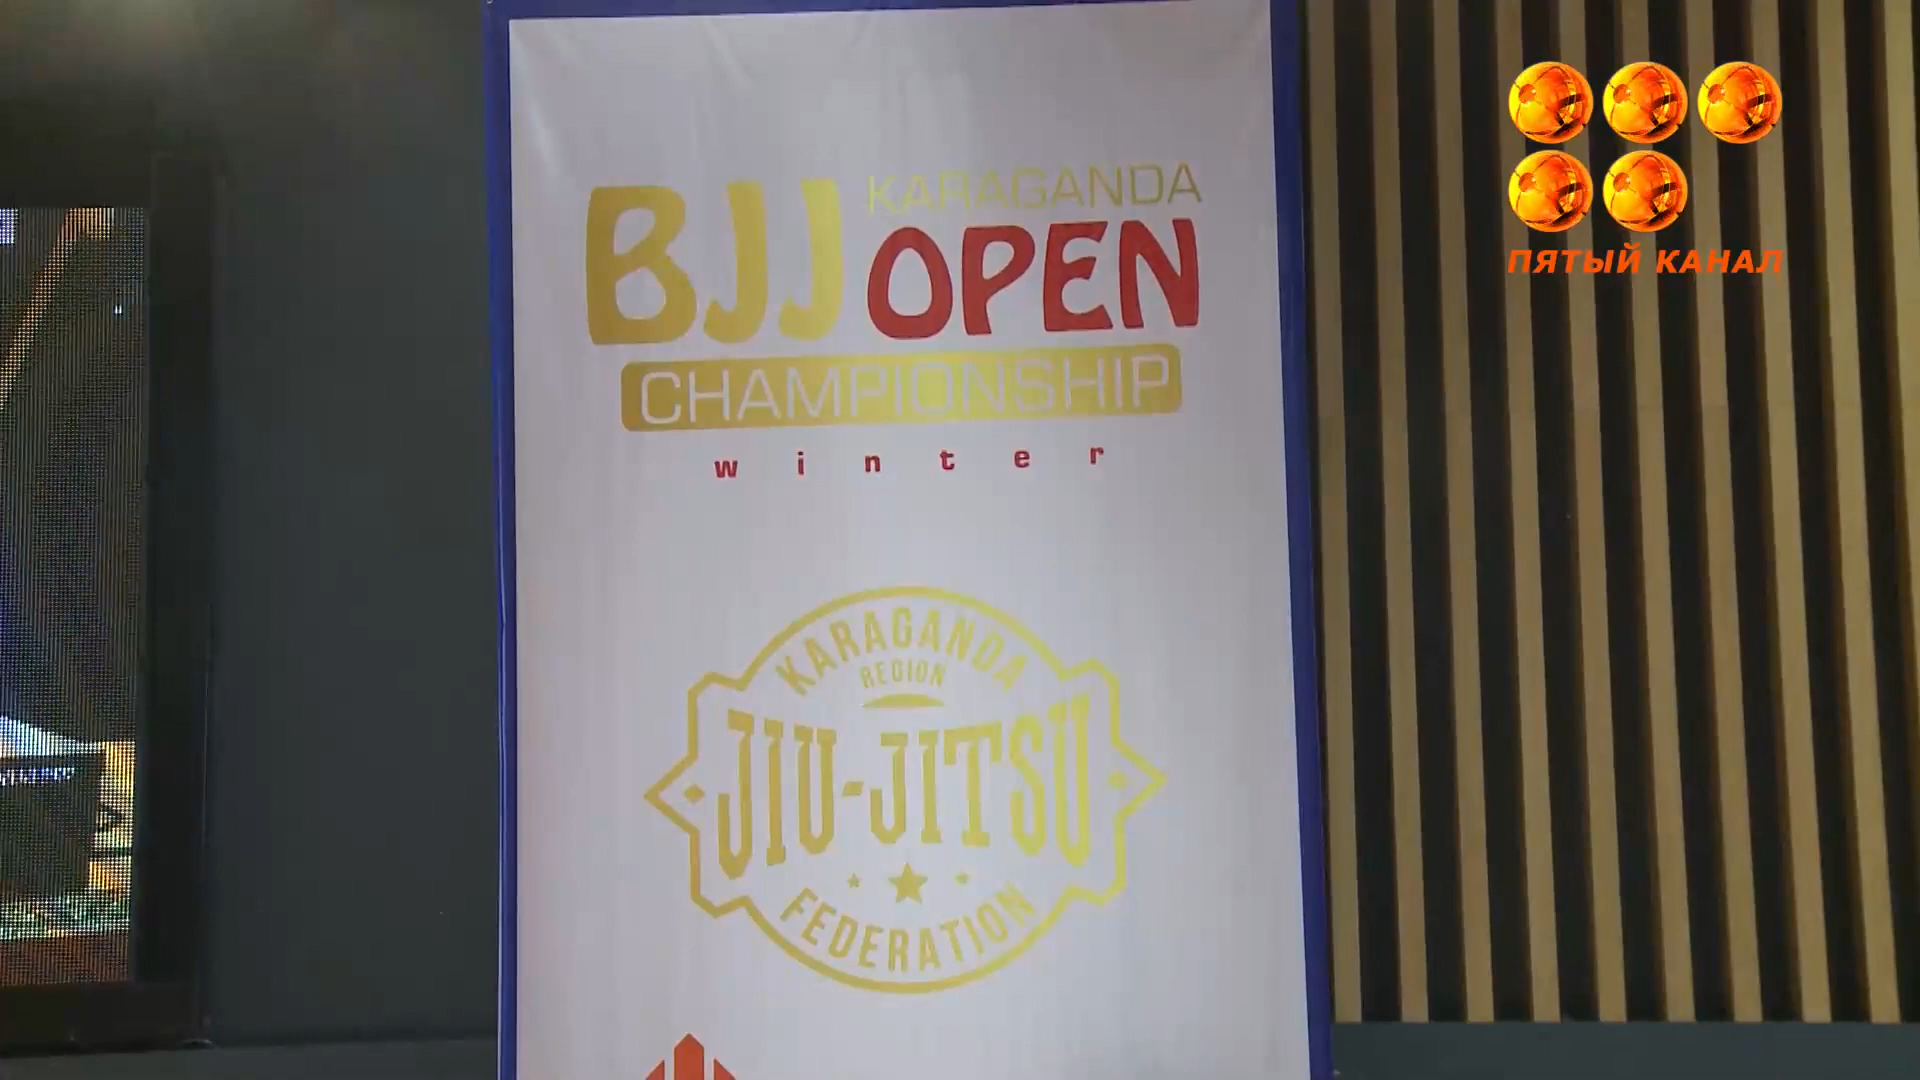 BJJ KARAGANDA
OPEN
CHAMPIONSHIP
winter
KARAGANDA
REGION
JIU-JITSU
FEDERATION
ПЯТЫЙ КАНАЛ